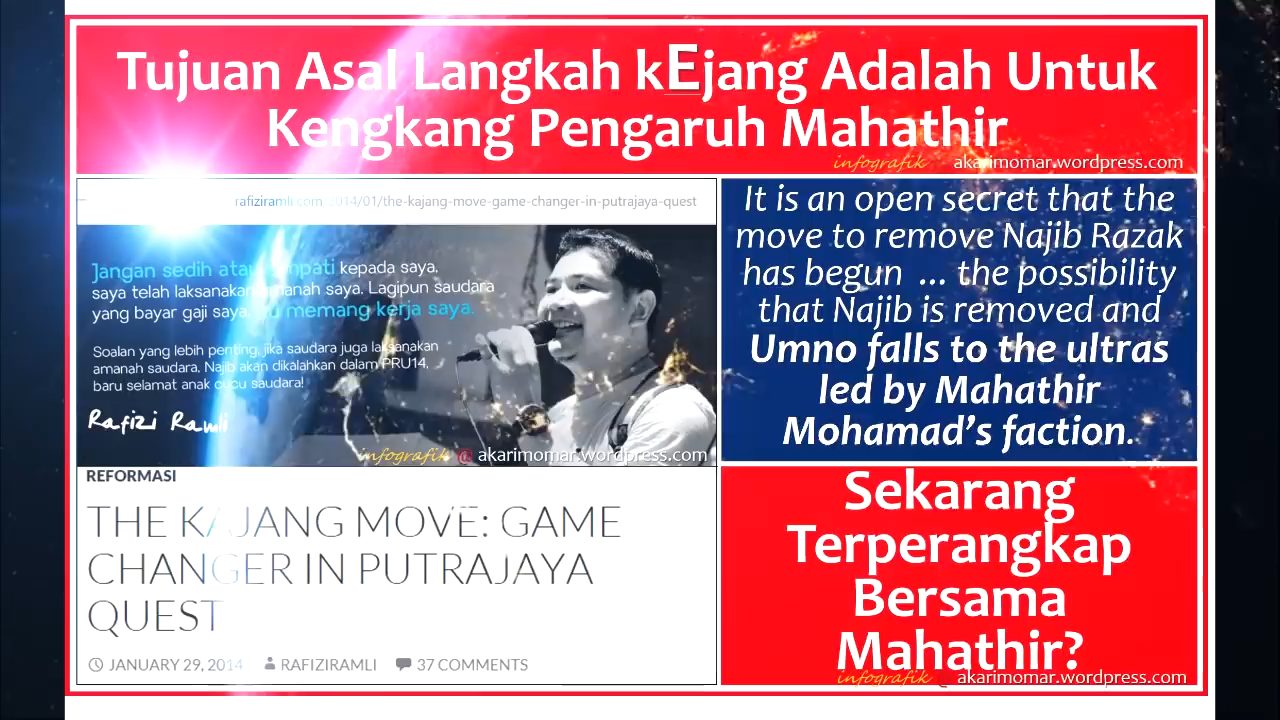 Tujuan Asal Langkah kEjang Adalah Untuk
Kengkang Pengaruh Mahathir
infografik akarimomar.wordpress.com
rafiziramli.com/2014/01/the-kajang-move-game-changer-in-putrajaya-quest
Jangan sedih atau simpati kepada saya,
saya telah laksanakan amanah saya. Lagipun saudara
yang bayar gaji saya, itu memang kerja saya.
Soalan yang lebih penting, jika saudara juga laksanakan
amanah saudara, Najib akan dikalahkan dalam PRU14.
baru selamat anak cucu saudara!
Rafizi Ramli
infografik @ akarimomar.wordpress.com
REFORMASI
THE KAJANG MOVE: GAME
CHANGER IN PUTRAJAYA
QUEST
JANUARY 29, 2014 RAFIZIRAMLI 37 COMMENTS
It is an open secret that the
move to remove Najib Razak
has begun ... the possibility
that Najib is removed and
Umno falls to the ultras
led by Mahathir
Mohamad's faction.
Sekarang
Terperangkap
Bersama
Mahathir?
infografik akarimomar.wordpress.com